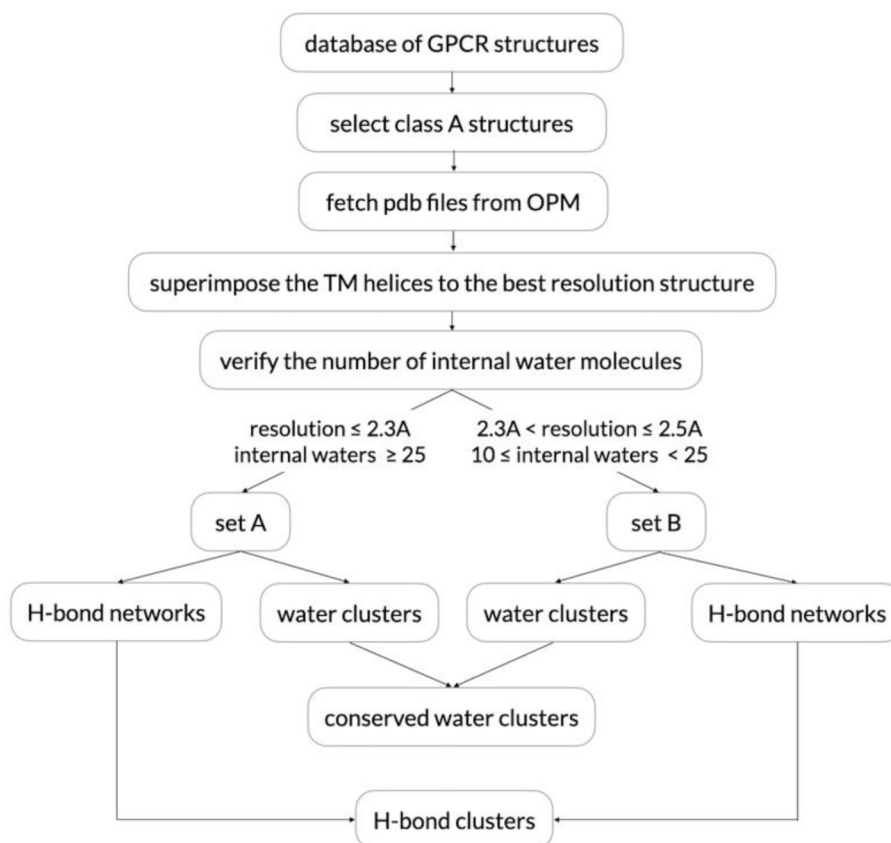 database of GPCR structures
select class A structures
fetch pdb files from OPM
superimpose the TM helices to the best resolution structure
verify the number of internal water molecules
resolution ≤ 2.3A
internal waters ≥ 25
2.3A < resolution ≤ 2.5A
10 ≤ internal waters < 25
set A
set B
H-bond networks
water clusters
water clusters
H-bond networks
conserved water clusters
H-bond clusters